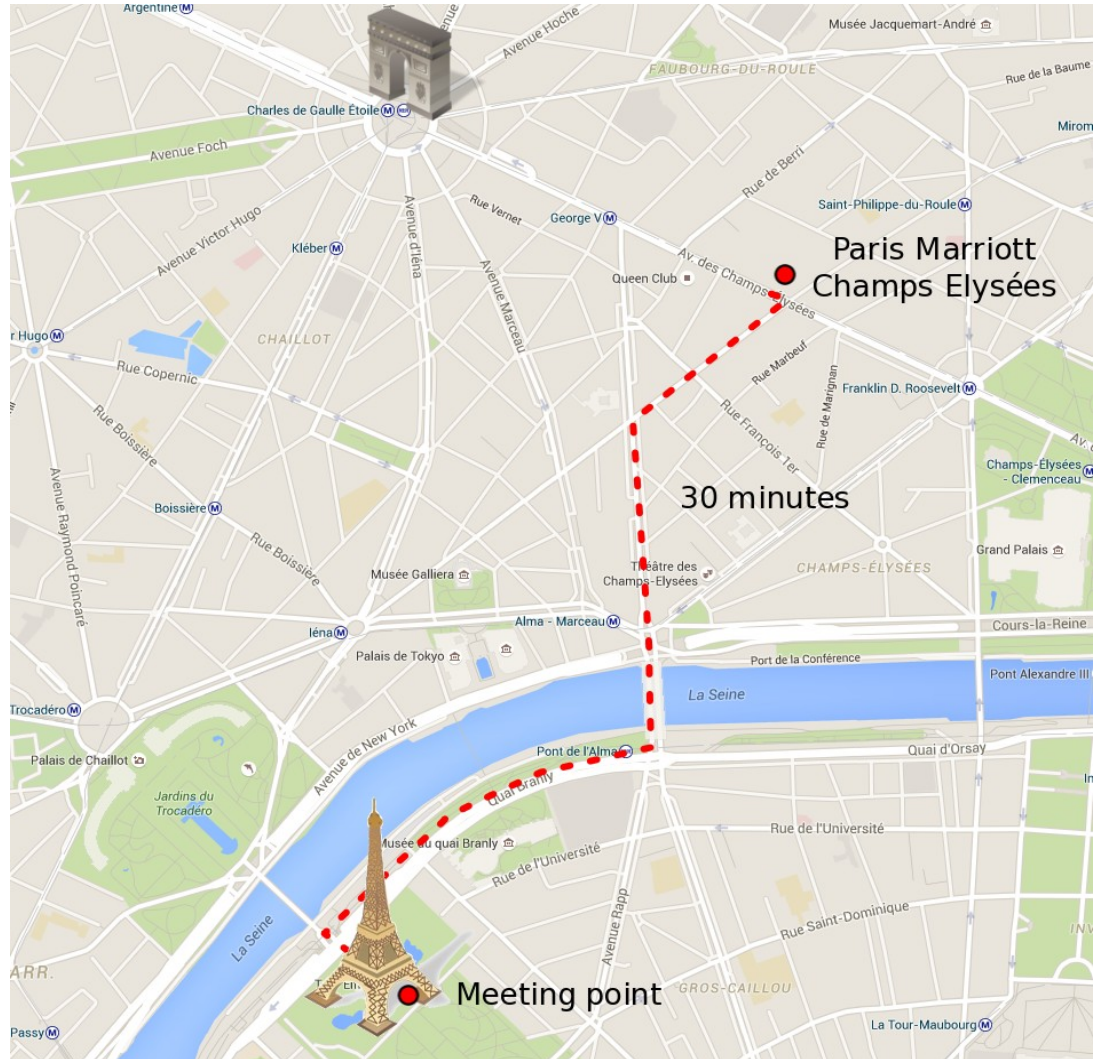 Argentine
Avenue Hoche
Musée Jacquemart-André
FAUBOURG-DU-ROULE
Rue de la Baume
Charles de Gaulle Étoile
RER
Mirom
Avenue Foch
Rue de Berri
Rue Vernet
George V
Saint-Philippe-du-Roule
Avenue Victor Hugo
Kléber
Avenue d'Iéna
Av. des Champs-Élysées
Paris Marriott
Champs Elysées
Queen Club
Avenue Marceau
r Hugo
CHAILLOT
Rue Copernic
Rue Marbeuf
Franklin D. Roosevelt
Rue de Marignan
Rue François 1er
Rue Boissière
Av. d
Champs-Élysées
- Clemenceau
30 minutes
Avenue Raymond Poincaré
Boissière
Rue Boissière
Grand Palais
Théâtre des
Champs-Elysées
CHAMPS-ÉLYSÉES
Musée Galliera
Iéna
Alma - Marceau
Cours-la-Reine
Palais de Tokyo
Port de la Conférence
Pont Alexandre III
La Seine
Trocadéro
Avenue de New York
Pont de l'Alma
Quai d'Orsay
Palais de Chaillot
Jardins du
Trocadéro
Quai Branly
In
Rue de l'Université
Musée du quai Branly
Rue de l'Université
Avenue Rapp
Rue Saint-Dominique
La Seine
INV
ARR.
Meeting point
GROS-CAILLOU
Passy
La Tour-Maubourg